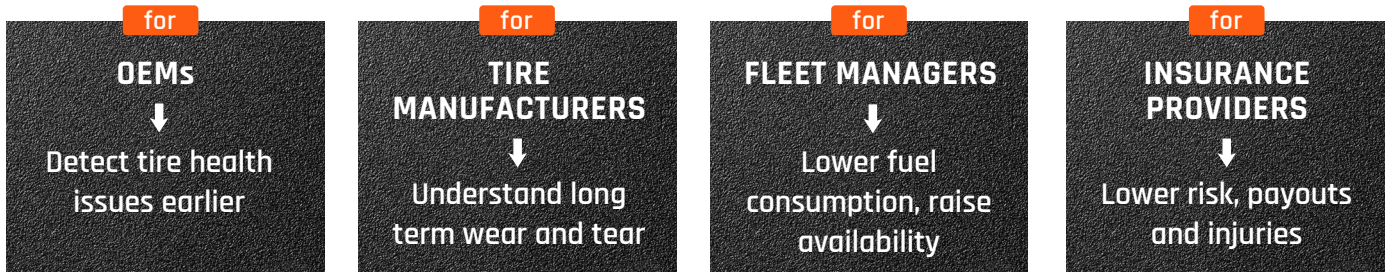 for
OEMs
Detect tire health
issues earlier
for
TIRE
MANUFACTURERS
Understand long
term wear and tear
for
FLEET MANAGERS
Lower fuel
consumption, raise
availability
for
INSURANCE
PROVIDERS
Lower risk, payouts
and injuries